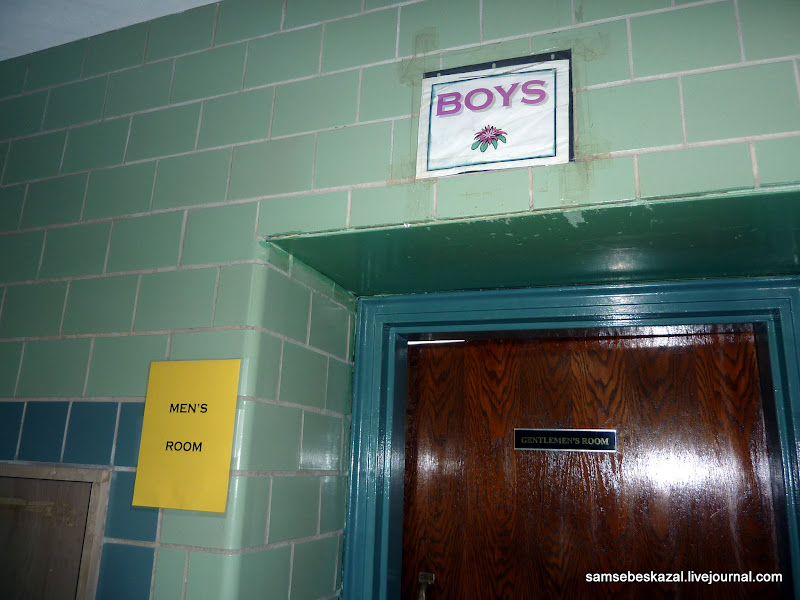 BOYS
MEN'S
ROOM
GENTLEMEN'S ROOM
samsebeskazal.livejournal.com